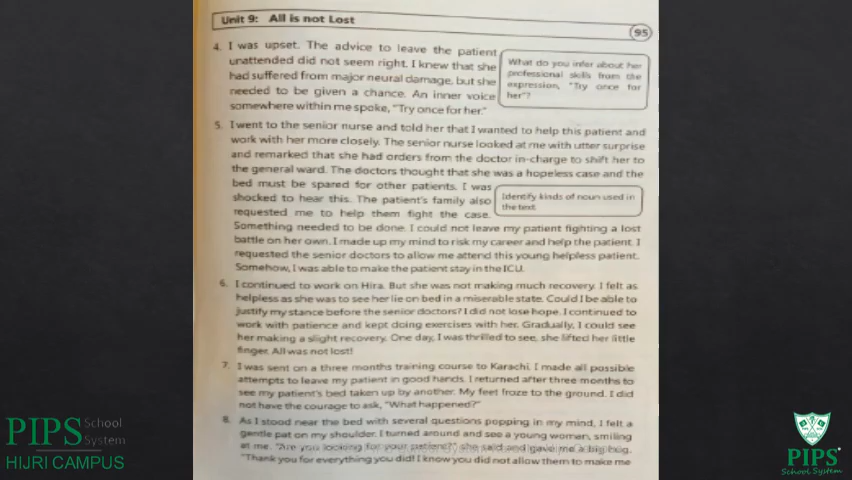 Unit 9: All is not Lost
95
4. I was upset. The advice to leave the patient
unattended did not seem right. I knew that she
had suffered from major neural damage, but she
needed to be given a chance. An inner voice
somewhere within me spoke, "Try once for her."
What do you infer about her
professional skills from the
expression, "Try once for
her"?
5. I went to the senior nurse and told her that I wanted to help this patient and
work with her more closely. The senior nurse looked at me with utter surprise
and remarked that she had orders from the doctor in-charge to shift her to
the general ward. The doctors thought that she was a hopeless case and the
bed must be spared for other patients. I was
shocked to hear this. The patient's family also
requested me to help them fight the case.
Identify kinds of noun used in
the text.
Something needed to be done. I could not leave my patient fighting a lost
battle on her own. I made up my mind to risk my career and help the patient. I
requested the senior doctors to allow me attend this young helpless patient.
Somehow, I was able to make the patient stay in the ICU.
6. I continued to work on Hira. But she was not making much recovery. I felt as
helpless as she was to see her lie on bed in a miserable state. Could I be able to
justify my stance before the senior doctors? I did not lose hope. I continued to
work with patience and kept doing exercises with her. Gradually, I could see
her making a slight recovery. One day, I was thrilled to see, she lifted her little
finger. All was not lost!
7. I was sent on a three months training course to Karachi. I made all possible
attempts to leave my patient in good hands. I returned after three months to
see my patient's bed taken up by another. My feet froze to the ground. I did
not have the courage to ask, "What happened?"
8. As I stood near the bed with several questions popping in my mind, I felt a
gentle pat on my shoulder. I turned around and see a young woman, smiling
at me. "Are you looking for your patient?" she said and gave me a big hug.
"Thank you for everything you did! I know you did not allow them to make me
PIPS School System
HIJRI CAMPUS
PIPS
School System